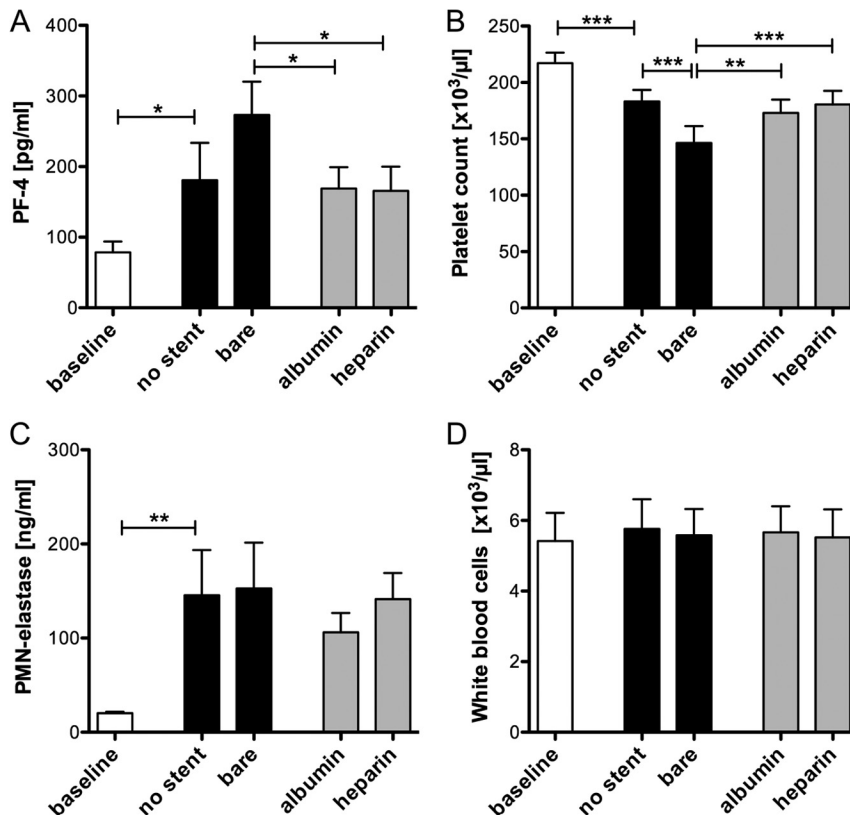 A
PF-4 [pg/ml]
400
300
200
100
0
*
*
*
baseline
no stent
bare
albumin
heparin
B
Platelet count [x10³/µl]
250
200
150
100
50
0
***
***
***
**
baseline
no stent
bare
albumin
heparin
C
PMN-elastase [ng/ml]
300
200
100
0
**
baseline
no stent
bare
albumin
heparin
D
White blood cells [x10³/µl]
8
6
4
2
0
baseline
no stent
bare
albumin
heparin